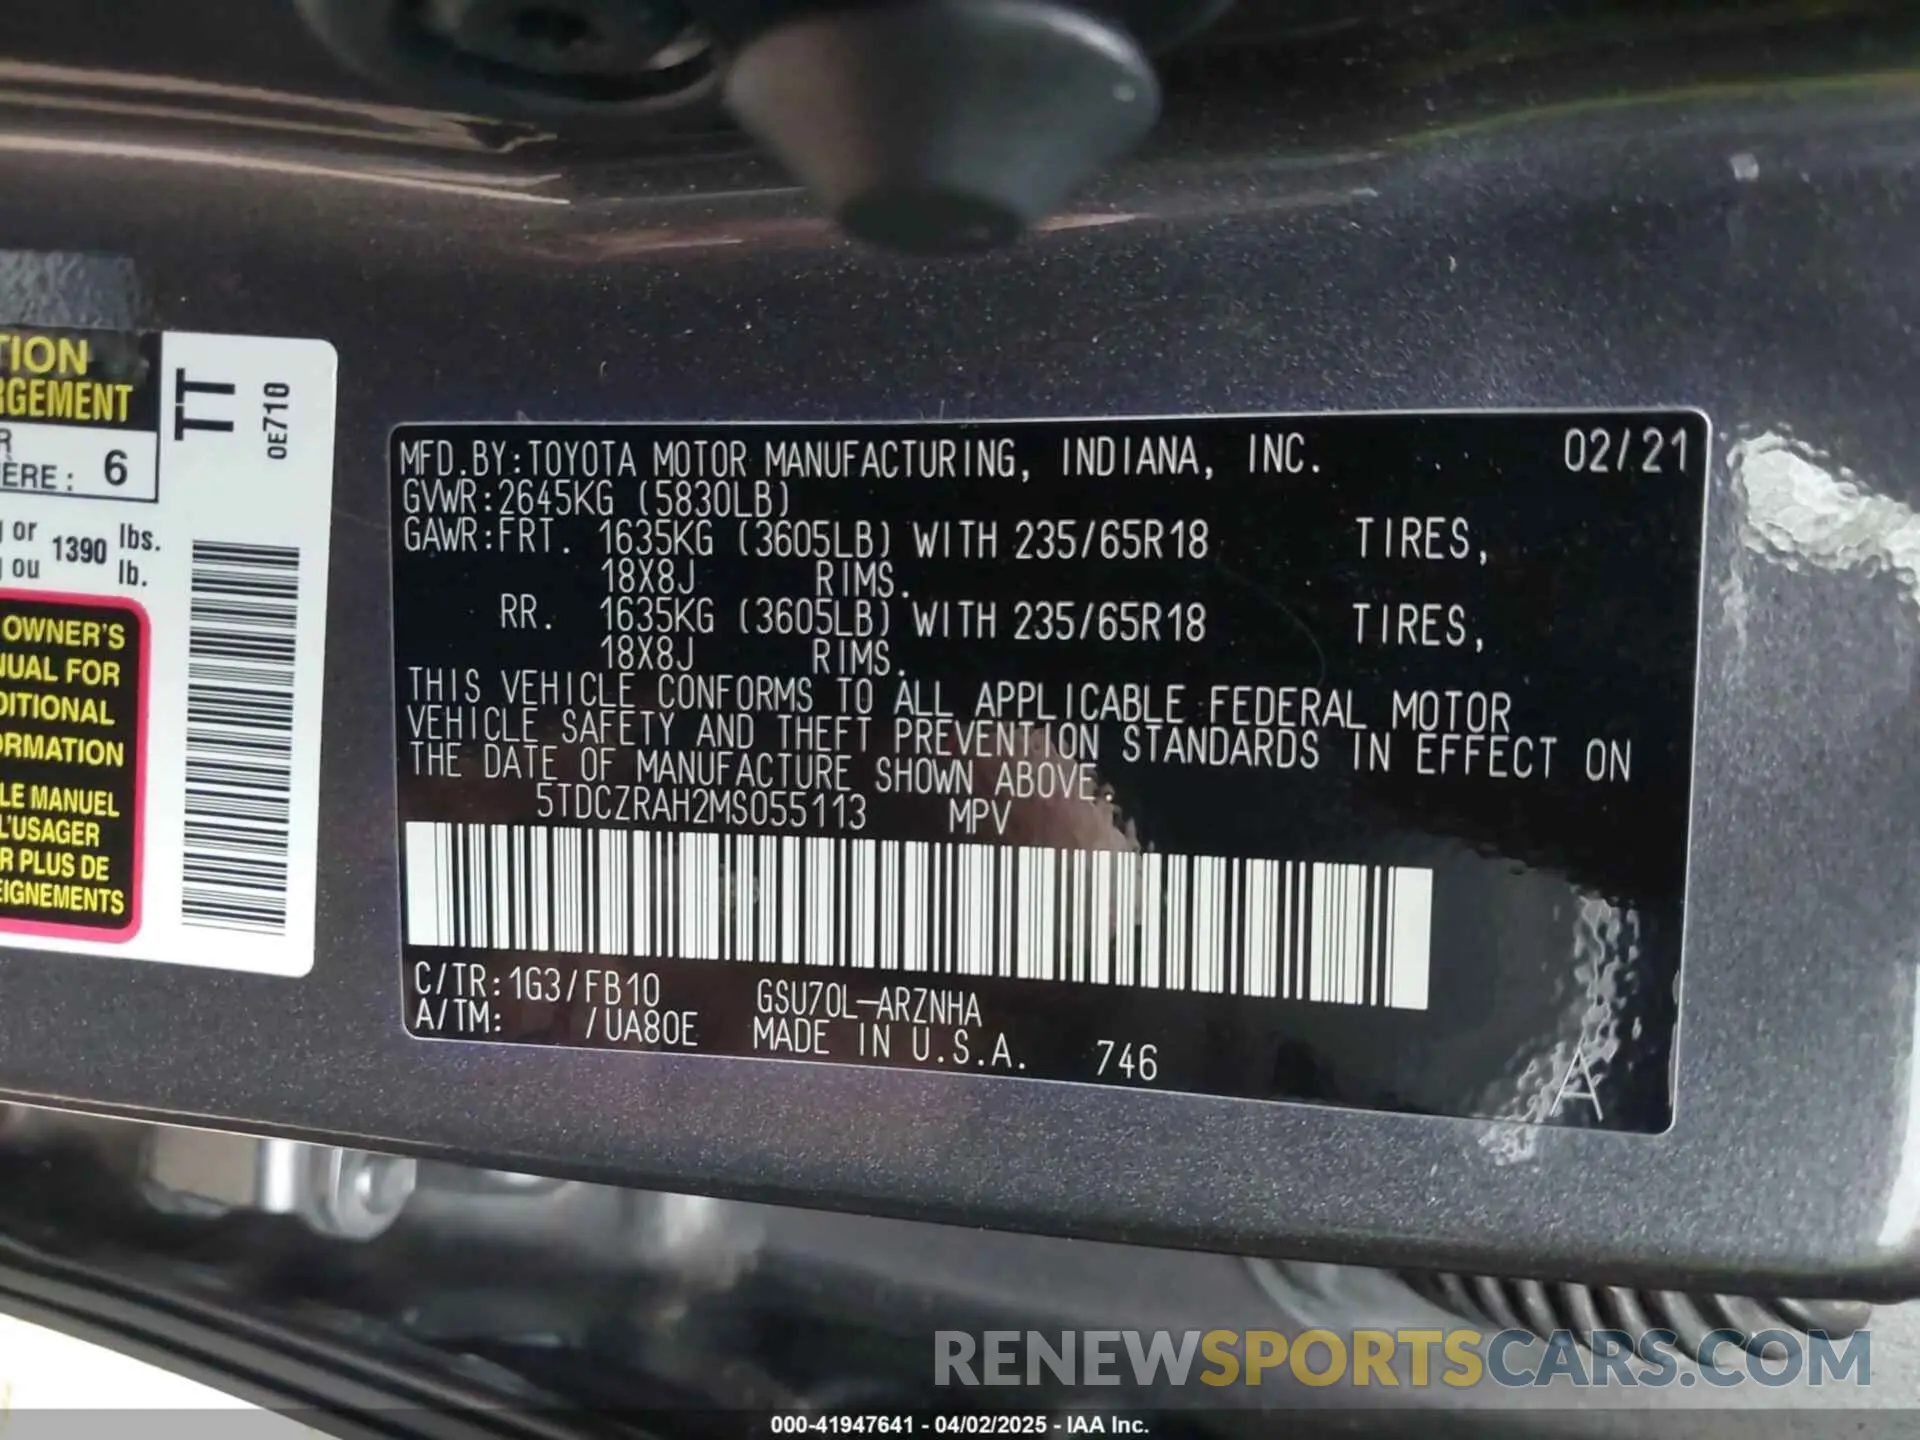 TION
RGEMENT
R
ERE: 6
TT
0E710
g or 1390 lbs.
g ou lb.
OWNER'S
NUAL FOR
DITIONAL
ORMATION
LE MANUEL
L'USAGER
R PLUS DE
EIGNEMENTS
MFD.BY:TOYOTA MOTOR MANUFACTURING, INDIANA, INC. 02/21
GVWR:2645KG (5830LB)
GAWR:FRT. 1635KG (3605LB) WITH 235/65R18 TIRES,
18X8J RIMS.
RR. 1635KG (3605LB) WITH 235/65R18 TIRES,
18X8J RIMS.
THIS VEHICLE CONFORMS TO ALL APPLICABLE FEDERAL MOTOR
VEHICLE SAFETY AND THEFT PREVENTION STANDARDS IN EFFECT ON
THE DATE OF MANUFACTURE SHOWN ABOVE.
5TDCZRAH2MS055113 MPV
C/TR:1G3/FB10 GSU70L-ARZNHA
A/TM: /UA80E MADE IN U.S.A. 746
A
RENEWSPORTSCARS.COM
000-41947641 - 04/02/2025 - IAA Inc.